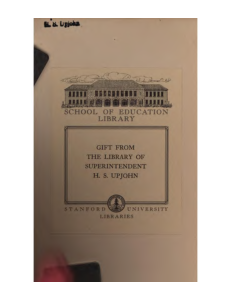 H. S. Upjohn
SCHOOL OF EDUCATION
LIBRARY
GIFT FROM
THE LIBRARY OF
SUPERINTENDENT
H. S. UPJOHN
STANFORD UNIVERSITY
LIBRARIES